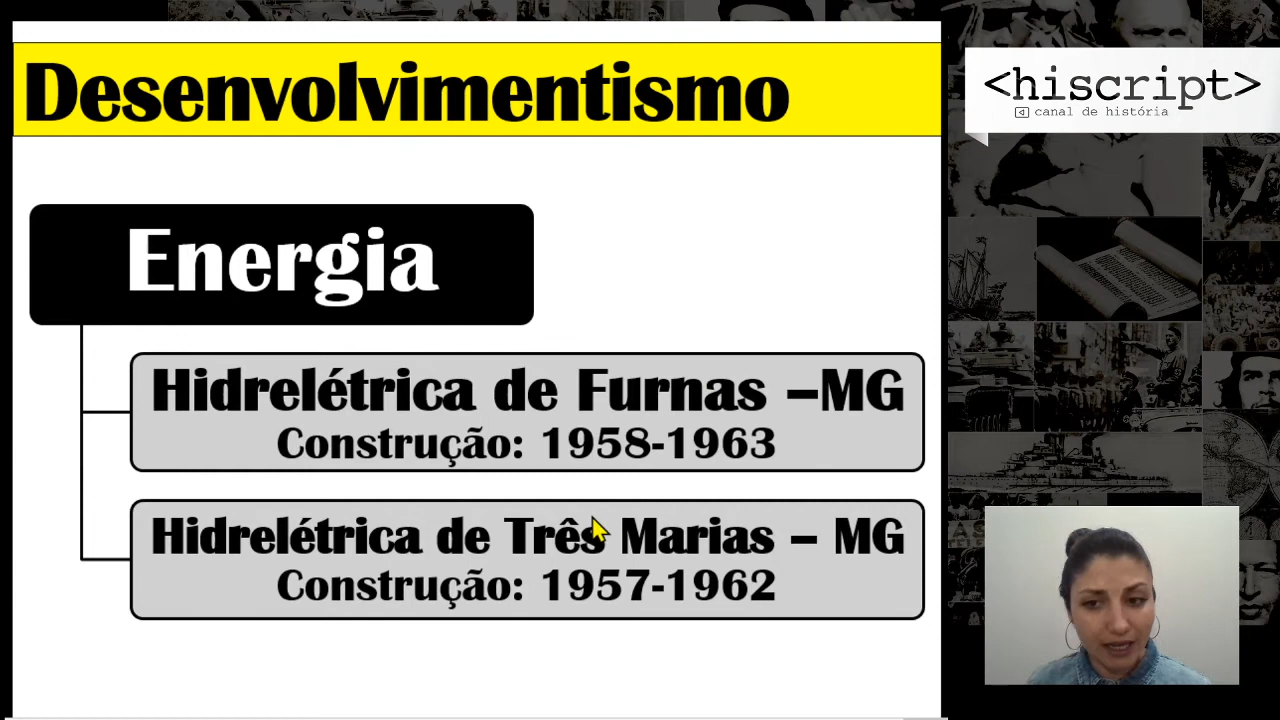 Desenvolvimentismo
<hiscript>
canal de história
Energia
Hidrelétrica de Furnas –MG
Construção: 1958-1963
Hidrelétrica de Três Marias – MG
Construção: 1957-1962